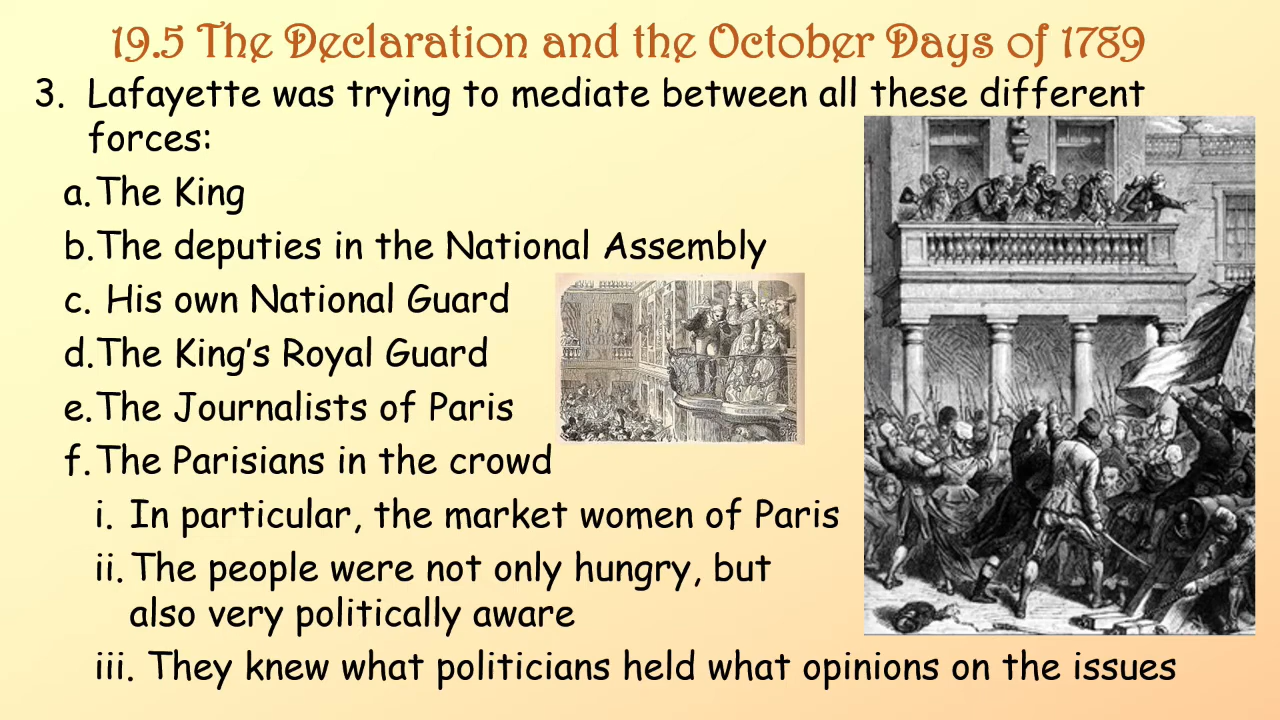 19.5 The Declaration and the October Days of 1789
3. Lafayette was trying to mediate between all these different
forces:
a. The King
b. The deputies in the National Assembly
c. His own National Guard
d. The King's Royal Guard
e. The Journalists of Paris
f. The Parisians in the crowd
i. In particular, the market women of Paris
ii. The people were not only hungry, but
also very politically aware
iii. They knew what politicians held what opinions on the issues